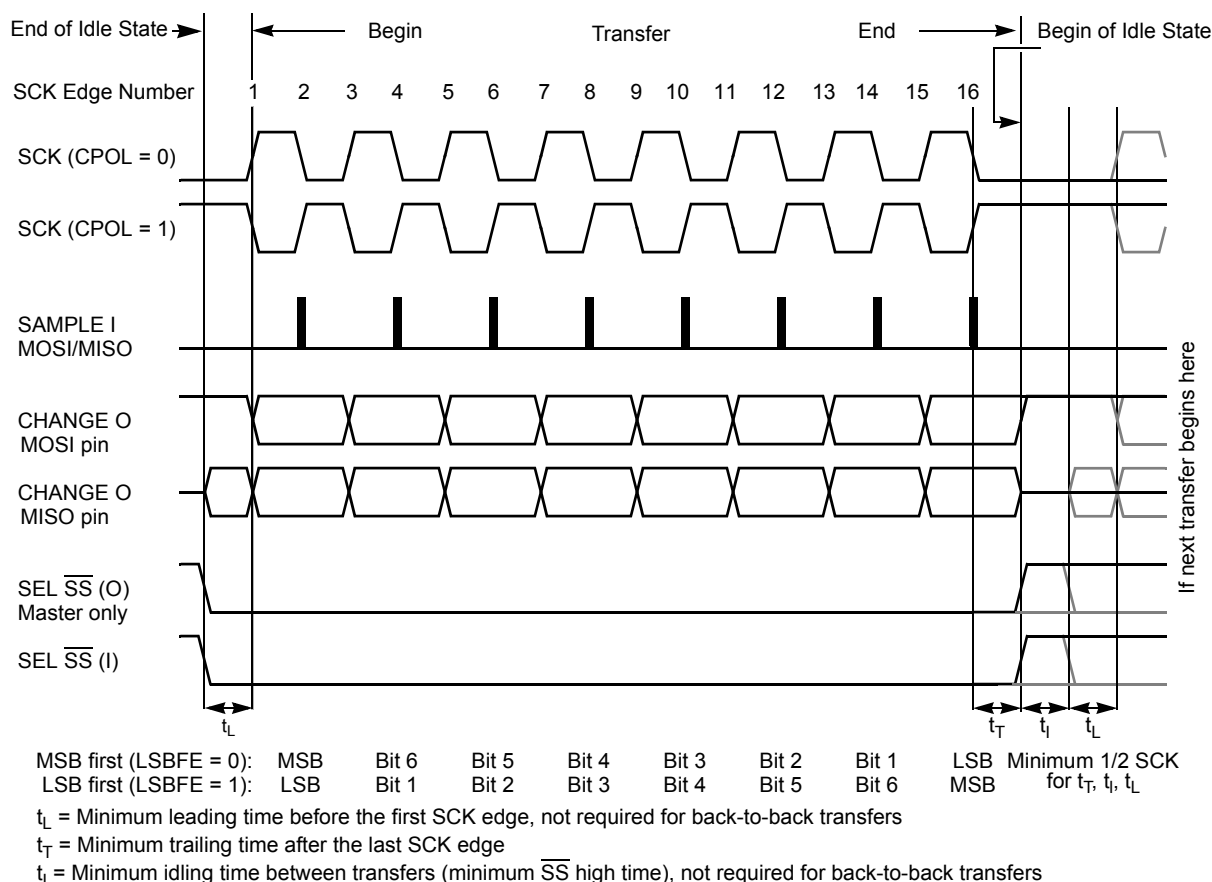 End of Idle State
Begin
Transfer
End
Begin of Idle State
SCK Edge Number
1 2 3 4 5 6 7 8 9 10 11 12 13 14 15 16
SCK (CPOL = 0)
SCK (CPOL = 1)
SAMPLE I
MOSI/MISO
CHANGE O
MOSI pin
CHANGE O
MISO pin
SEL SS (O)
Master only
SEL SS (I)
If next transfer begins here
tL
tT tI tL
MSB first (LSBFE = 0): MSB Bit 6 Bit 5 Bit 4 Bit 3 Bit 2 Bit 1 LSB
LSB first (LSBFE = 1): LSB Bit 1 Bit 2 Bit 3 Bit 4 Bit 5 Bit 6 MSB
Minimum 1/2 SCK
for tT, tI, tL
tL = Minimum leading time before the first SCK edge, not required for back-to-back transfers
tT = Minimum trailing time after the last SCK edge
tI = Minimum idling time between transfers (minimum SS high time), not required for back-to-back transfers